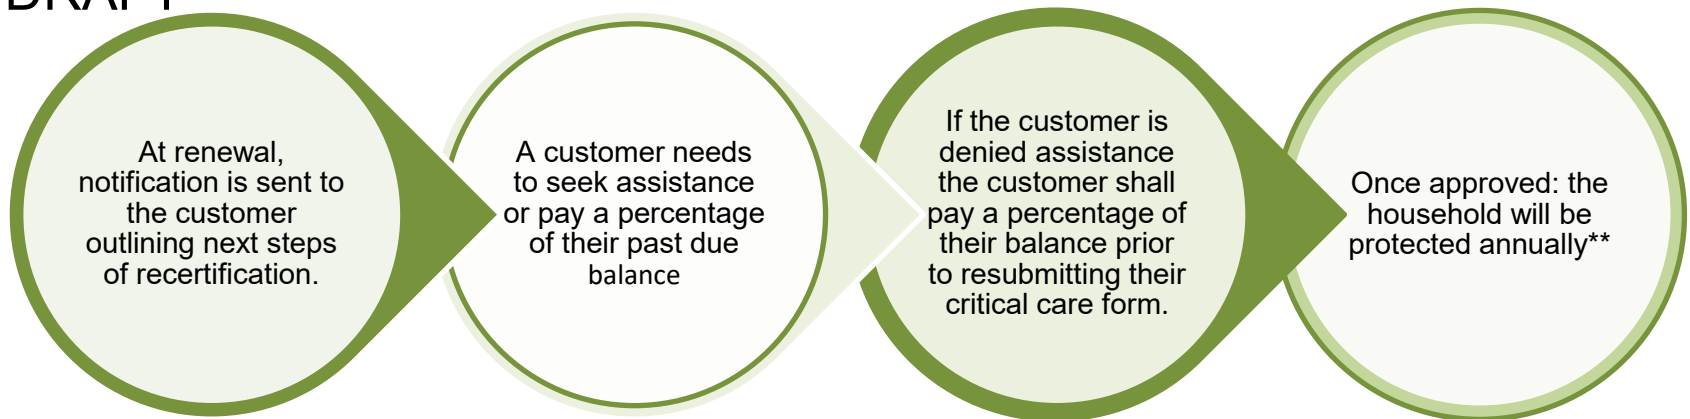 DRAFT
At renewal,
notification is sent to
the customer
outlining next steps
of recertification.
A customer needs
to seek assistance
or pay a percentage
of their past due
balance
If the customer is
denied assistance
the customer shall
pay a percentage of
their balance prior
to resubmitting their
critical care form.
Once approved: the
household will be
protected annually**